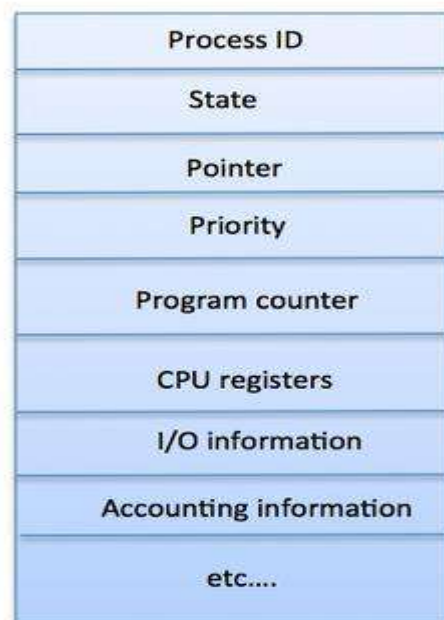 Process ID
State
Pointer
Priority
Program counter
CPU registers
I/O information
Accounting information
etc....